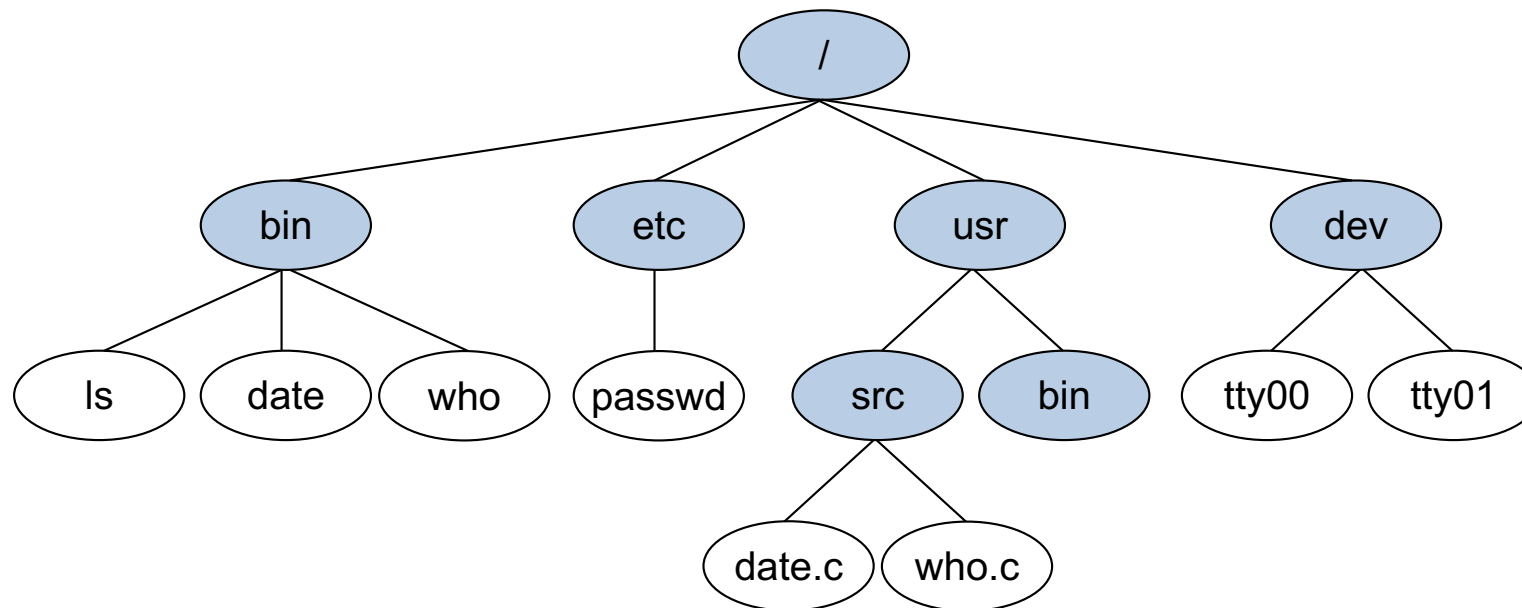 /
bin etc usr dev
ls date who passwd src bin tty00 tty01
date.c who.c